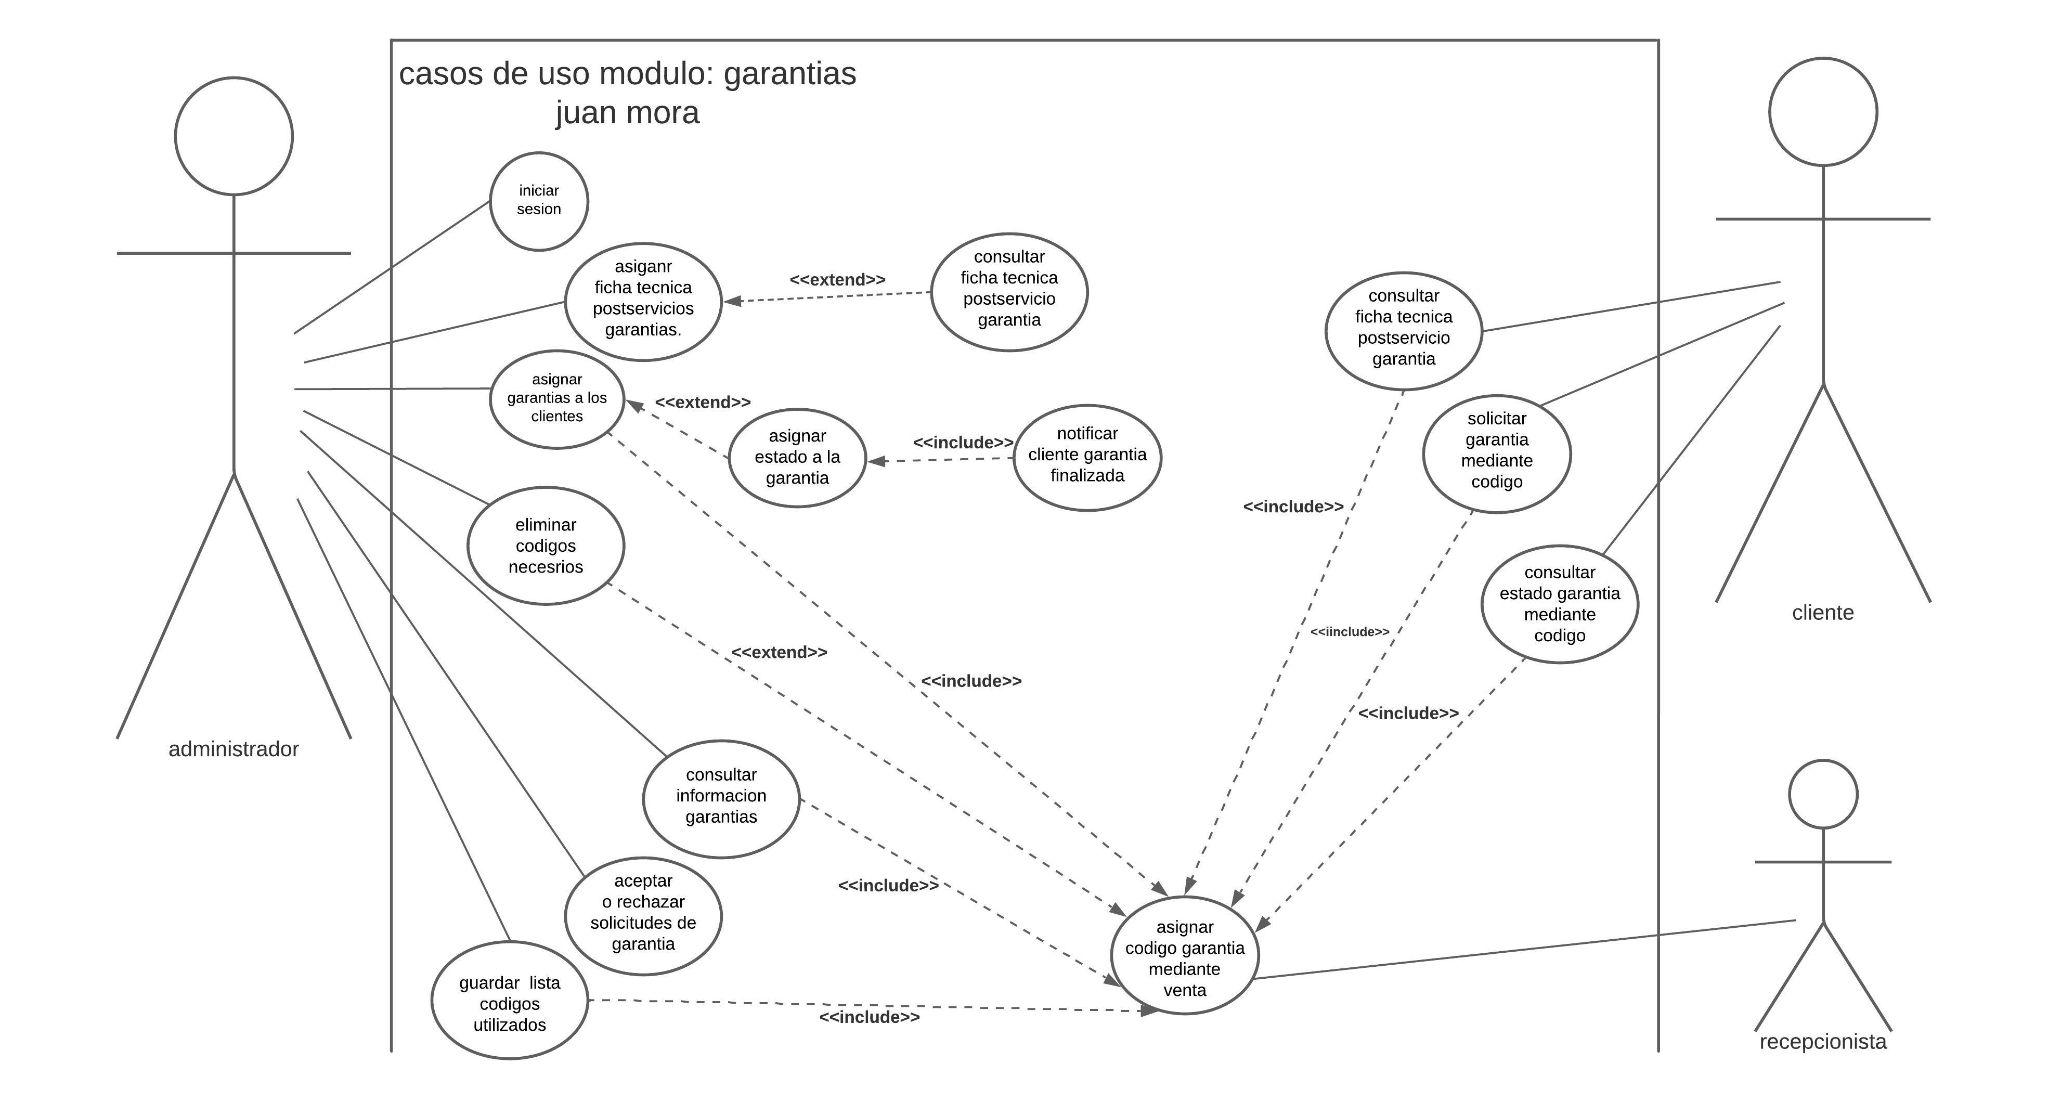 casos de uso modulo: garantias
juan mora
iniciar
sesion
asiganr
ficha tecnica
postservicios
garantias.
<<extend>>
consultar
ficha tecnica
postservicio
garantia
consultar
ficha tecnica
postservicio
garantia
asignar
garantias a los
clientes
<<extend>>
asignar
estado a la
garantia
<<include>>
notificar
cliente garantia
finalizada
solicitar
garantia
mediante
codigo
<<include>>
eliminar
codigos
necesrios
consultar
estado garantia
mediante
codigo
cliente
<<iinclude>>
<<extend>>
<<include>>
<<include>>
administrador
consultar
informacion
garantias
<<include>>
aceptar
o rechazar
solicitudes de
garantia
asignar
codigo garantia
mediante
venta
guardar  lista
codigos
utilizados
<<include>>
recepcionista